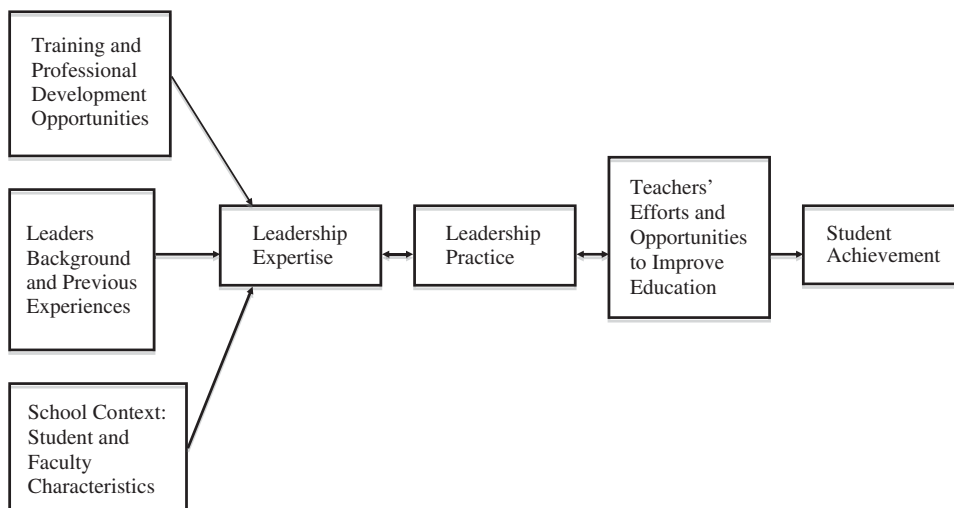 Training and
Professional
Development
Opportunities
Leaders
Background
and Previous
Experiences
School Context:
Student and
Faculty
Characteristics
Leadership
Expertise
Leadership
Practice
Teachers’
Efforts and
Opportunities
to Improve
Education
Student
Achievement